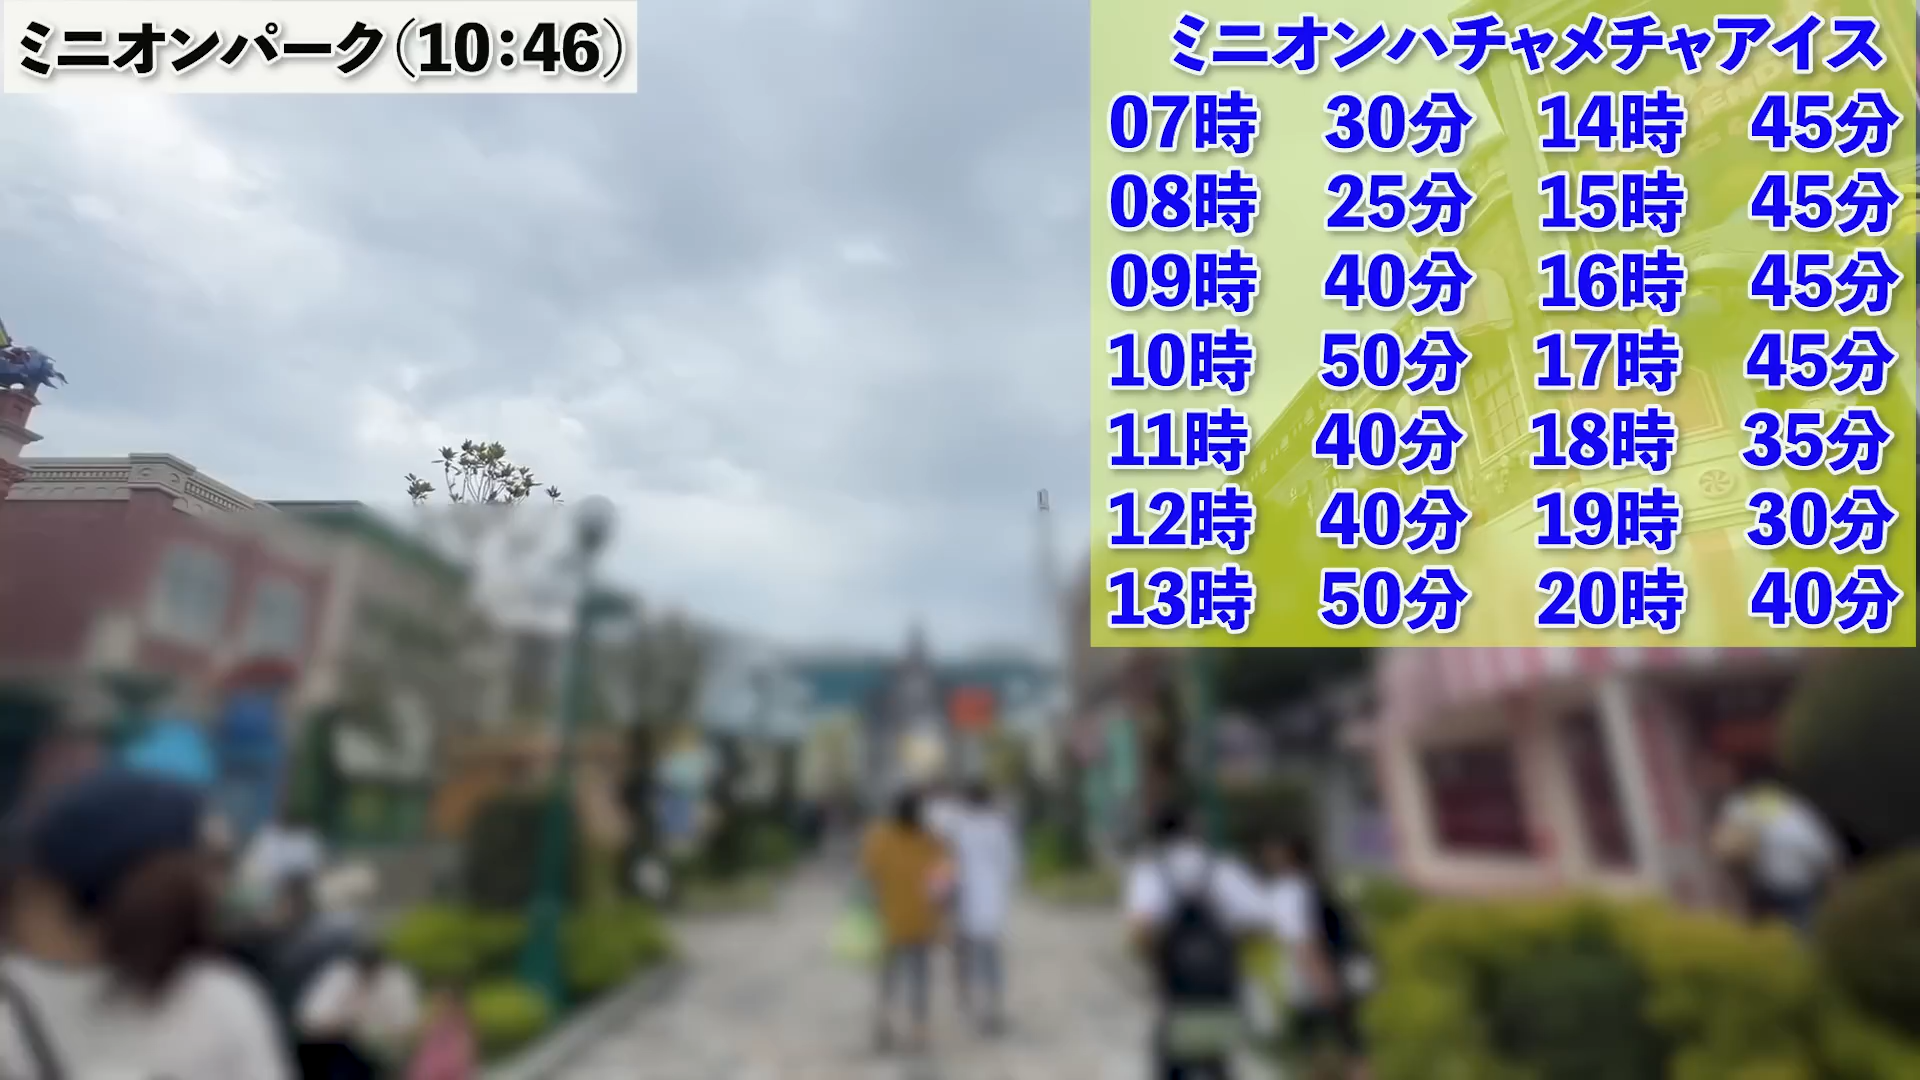 ミニオンパーク(10:46)
ミニオンハチャメチャアイス
07時 30分 14時 45分
08時 25分 15時 45分
09時 40分 16時 45分
10時 50分 17時 45分
11時 40分 18時 35分
12時 40分 19時 30分
13時 50分 20時 40分